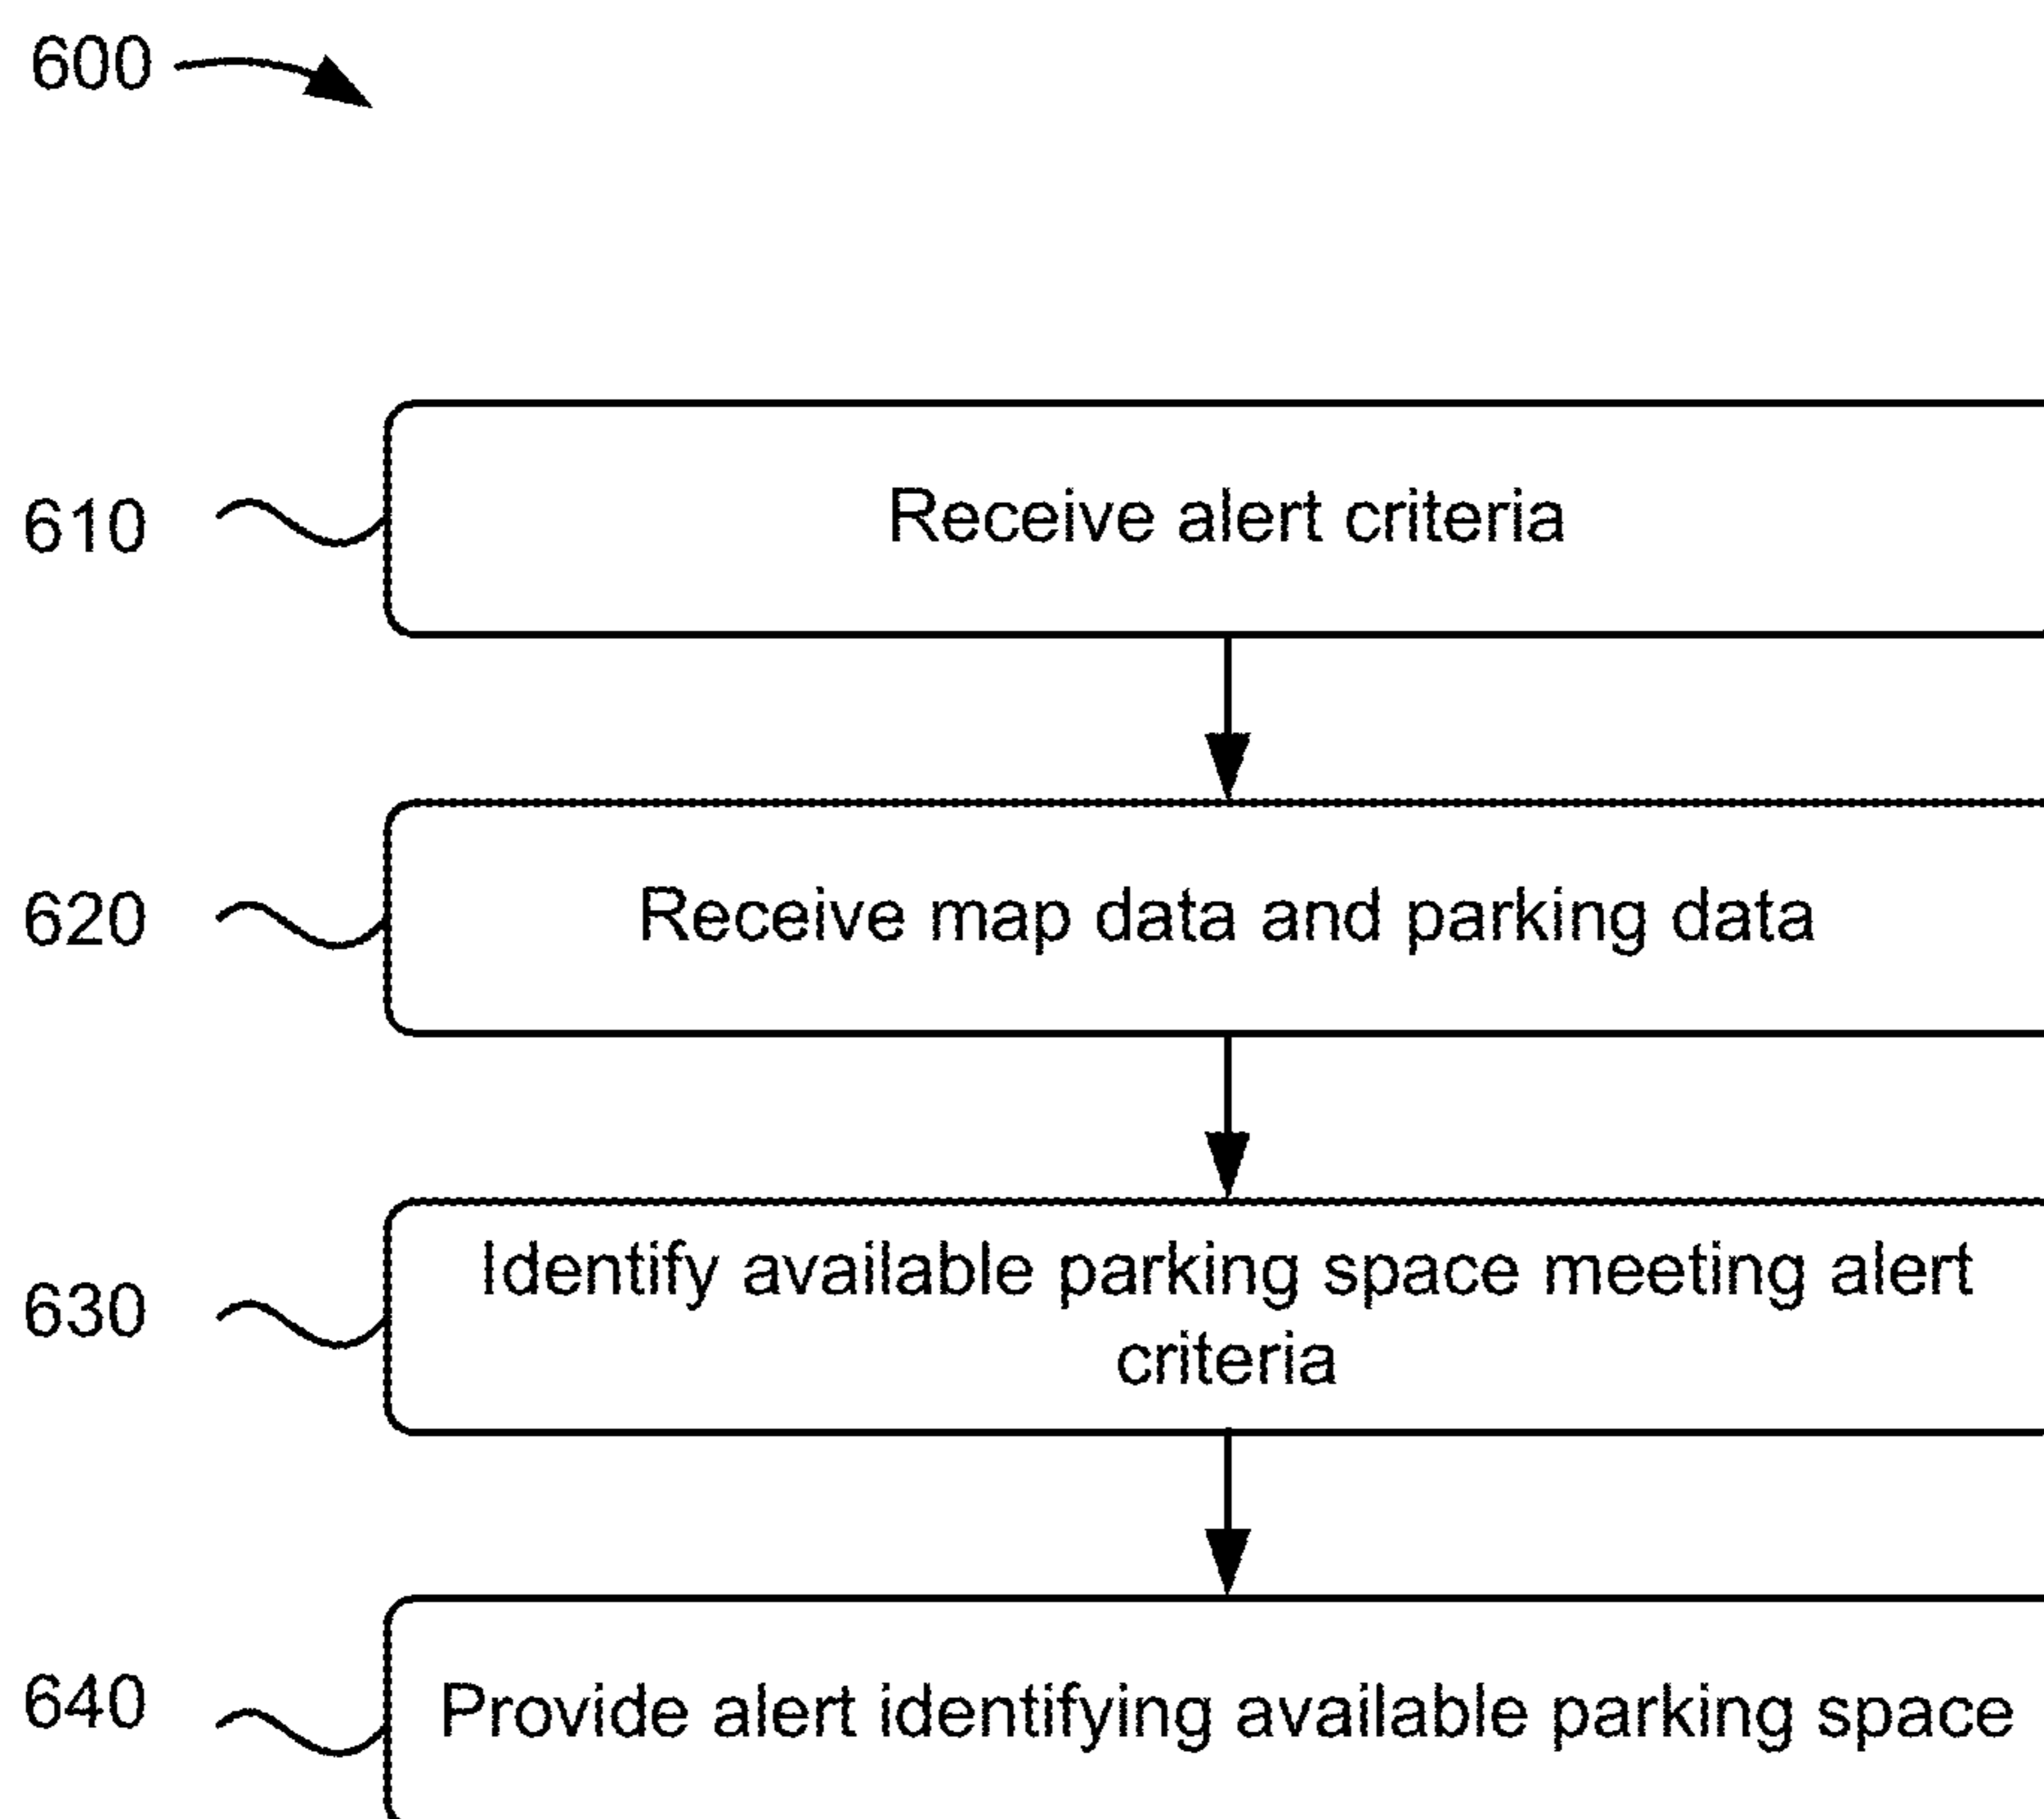 600
610
Receive alert criteria
620
Receive map data and parking data
630
Identify available parking space meeting alert
criteria
640
Provide alert identifying available parking space